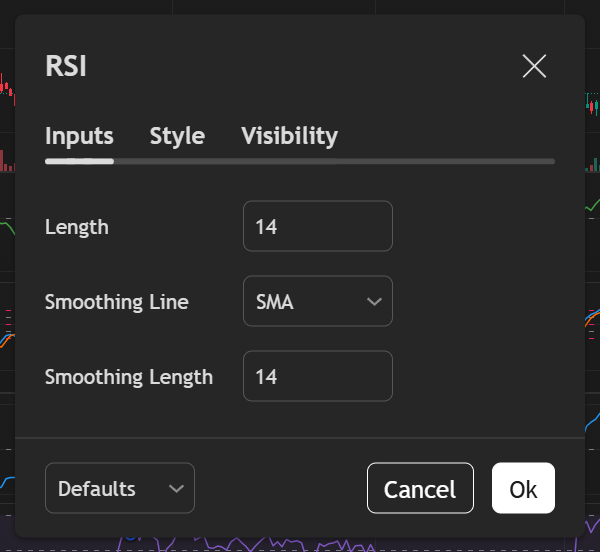 RSI
Inputs Style Visibility
Length 14
Smoothing Line SMA
Smoothing Length 14
Defaults Cancel Ok